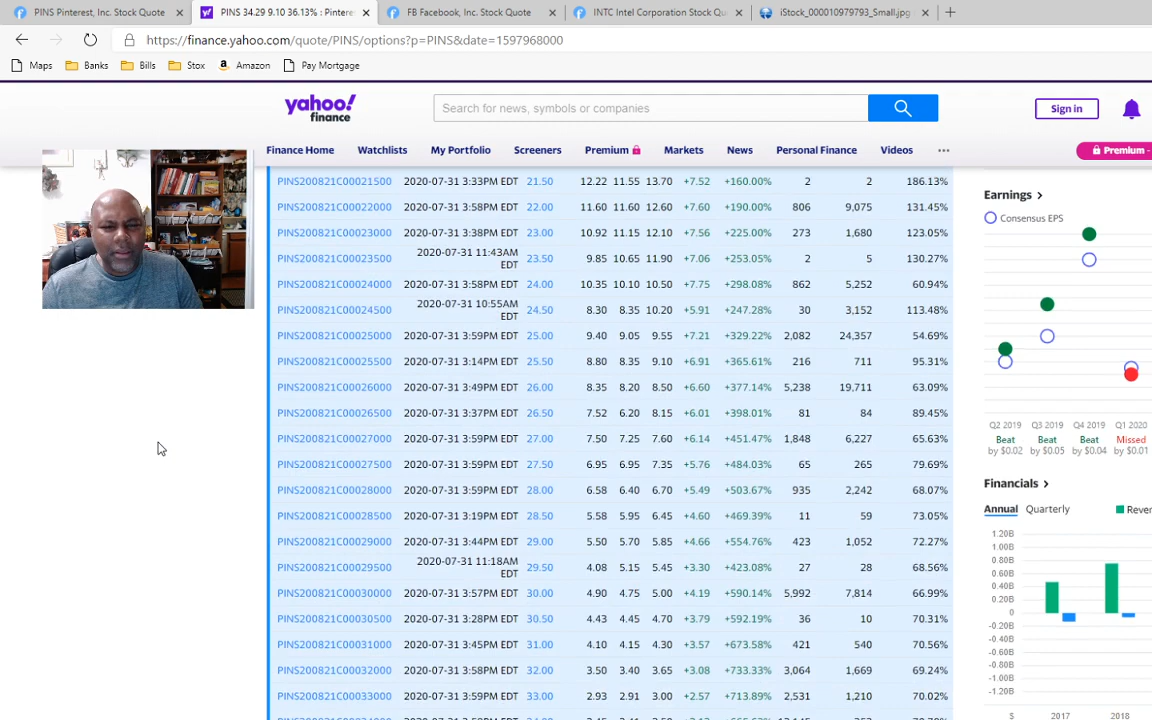 PINS Pinterest, Inc. Stock Quote
PINS 34.29 9.10 36.13% : Pinteres
FB Facebook, Inc. Stock Quote
INTC Intel Corporation Stock Qu
iStock_000010979793_Small.jpg
https://finance.yahoo.com/quote/PINS/options?p=PINS&date=1597968000
Maps Banks Bills Stox Amazon Pay Mortgage
yahoo!
finance
Search for news, symbols or companies
Sign in
Finance Home Watchlists My Portfolio Screeners Premium Markets News Personal Finance Videos ...
Premium -
PINS200821C00021500 2020-07-31 3:33PM EDT 21.50 12.22 11.55 13.70 +7.52 +160.00% 2 2 186.13%
PINS200821C00022000 2020-07-31 3:58PM EDT 22.00 11.60 11.60 12.60 +7.60 +190.00% 806 9,075 131.45%
PINS200821C00023000 2020-07-31 3:38PM EDT 23.00 10.92 11.15 12.10 +7.56 +225.00% 273 1,680 123.05%
PINS200821C00023500 2020-07-31 11:43AM EDT 23.50 9.85 10.65 11.90 +7.06 +253.05% 2 5 130.27%
PINS200821C00024000 2020-07-31 3:58PM EDT 24.00 10.35 10.10 10.50 +7.75 +298.08% 862 5,252 60.94%
PINS200821C00024500 2020-07-31 10:55AM EDT 24.50 8.30 8.35 10.20 +5.91 +247.28% 30 3,152 113.48%
PINS200821C00025000 2020-07-31 3:59PM EDT 25.00 9.40 9.05 9.55 +7.21 +329.22% 2,082 24,357 54.69%
PINS200821C00025500 2020-07-31 3:14PM EDT 25.50 8.80 8.35 9.10 +6.91 +365.61% 216 711 95.31%
PINS200821C00026000 2020-07-31 3:49PM EDT 26.00 8.35 8.20 8.50 +6.60 +377.14% 5,238 19,711 63.09%
PINS200821C00026500 2020-07-31 3:37PM EDT 26.50 7.52 6.20 8.15 +6.01 +398.01% 81 84 89.45%
PINS200821C00027000 2020-07-31 3:59PM EDT 27.00 7.50 7.25 7.60 +6.14 +451.47% 1,848 6,227 65.63%
PINS200821C00027500 2020-07-31 3:59PM EDT 27.50 6.95 6.95 7.35 +5.76 +484.03% 65 265 79.69%
PINS200821C00028000 2020-07-31 3:59PM EDT 28.00 6.58 6.40 6.70 +5.49 +503.67% 935 2,242 68.07%
PINS200821C00028500 2020-07-31 3:19PM EDT 28.50 5.58 5.95 6.45 +4.60 +469.39% 11 59 73.05%
PINS200821C00029000 2020-07-31 3:44PM EDT 29.00 5.50 5.70 5.85 +4.66 +554.76% 423 1,052 72.27%
PINS200821C00029500 2020-07-31 11:18AM EDT 29.50 4.08 5.15 5.45 +3.30 +423.08% 27 28 68.56%
PINS200821C00030000 2020-07-31 3:57PM EDT 30.00 4.90 4.75 5.00 +4.19 +590.14% 5,992 7,814 66.99%
PINS200821C00030500 2020-07-31 3:28PM EDT 30.50 4.43 4.45 4.70 +3.79 +592.19% 36 10 70.31%
PINS200821C00031000 2020-07-31 3:45PM EDT 31.00 4.10 4.15 4.30 +3.57 +673.58% 421 540 70.56%
PINS200821C00032000 2020-07-31 3:58PM EDT 32.00 3.50 3.40 3.65 +3.08 +733.33% 3,064 1,669 69.24%
PINS200821C00033000 2020-07-31 3:59PM EDT 33.00 2.93 2.91 3.00 +2.57 +713.89% 2,531 1,210 70.02%
Earnings
Consensus EPS
Q2 2019 Q3 2019 Q4 2019 Q1 2020
Beat Beat Beat Missed
by $0.02 by $0.05 by $0.04 by $0.01
Financials
Annual Quarterly Rever
1.20B
1.00B
0.80B
0.60B
0.40B
0.20B
0
-0.20B
-0.40B
-0.60B
-0.80B
-1.00B
-1.20B
$ 2017 2018